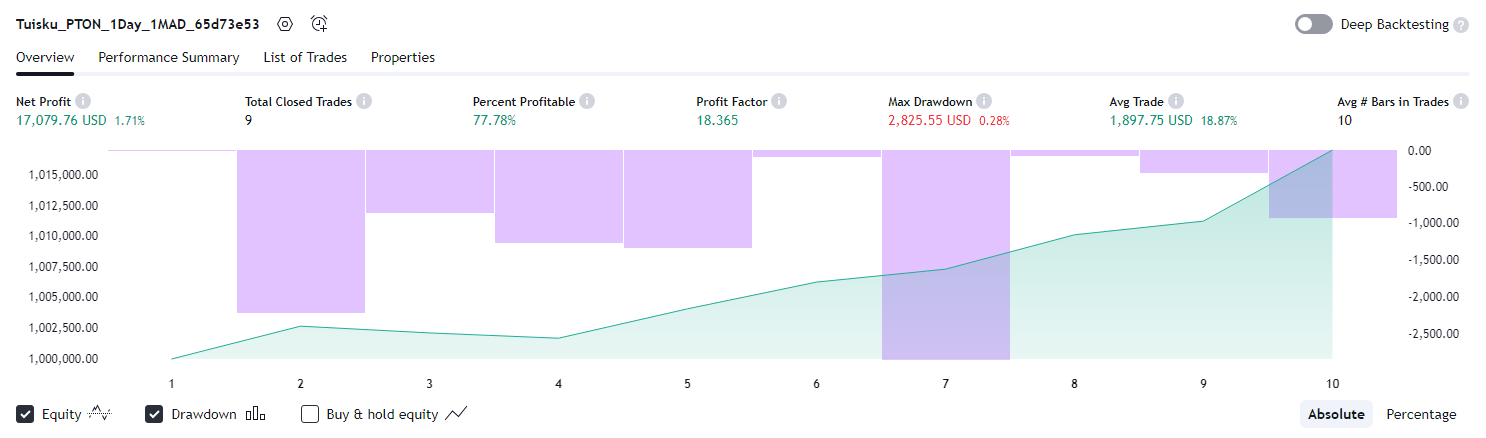 Tuisku_PTON_1Day_1MAD_65d73e53 Deep Backtesting ?
Overview Performance Summary List of Trades Properties
Net Profit i Total Closed Trades i Percent Profitable i Profit Factor i Max Drawdown i Avg Trade i Avg # Bars in Trades i
17,079.76 USD 1.71% 9 77.78% 18.365 2,825.55 USD 0.28% 1,897.75 USD 18.87% 10
0.00
1,015,000.00 -500.00
1,012,500.00 -1,000.00
1,010,000.00 -1,500.00
1,007,500.00 -2,000.00
1,005,000.00 -2,500.00
1,002,500.00
1,000,000.00
1 2 3 4 5 6 7 8 9 10
Equity Drawdown Buy & hold equity Absolute Percentage